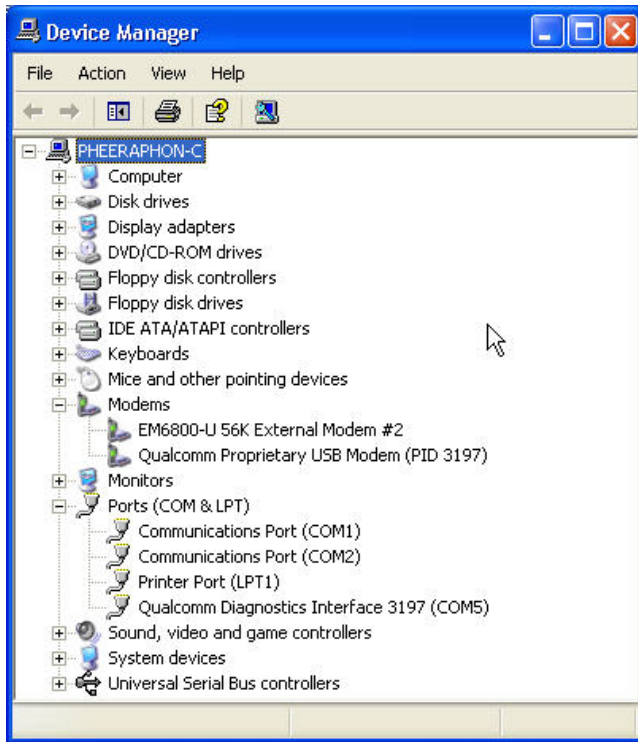 Device Manager
File Action View Help
PHEERAPHON-C
Computer
Disk drives
Display adapters
DVD/CD-ROM drives
Floppy disk controllers
Floppy disk drives
IDE ATA/ATAPI controllers
Keyboards
Mice and other pointing devices
Modems
EM6800-U 56K External Modem #2
Qualcomm Proprietary USB Modem (PID 3197)
Monitors
Ports (COM & LPT)
Communications Port (COM1)
Communications Port (COM2)
Printer Port (LPT1)
Qualcomm Diagnostics Interface 3197 (COM5)
Sound, video and game controllers
System devices
Universal Serial Bus controllers